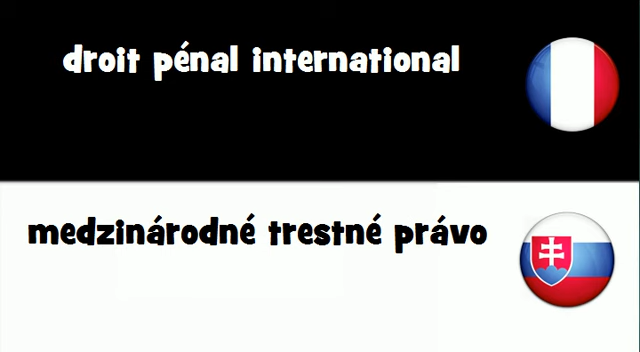 droit pénal international
medzinárodné trestné právo